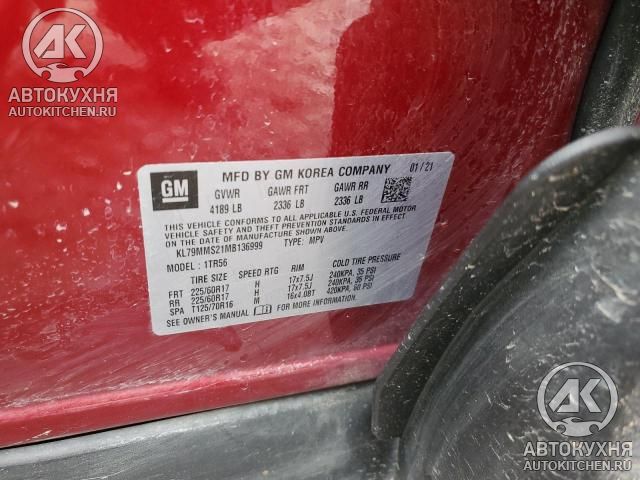 AK
АВТОКУХНЯ
AUTOKITCHEN.RU
GM
MFD BY GM KOREA COMPANY 01/21
GVWR GAWR FRT GAWR RR
4189 LB 2336 LB 2336 LB
THIS VEHICLE CONFORMS TO ALL APPLICABLE U.S. FEDERAL MOTOR
VEHICLE SAFETY AND THEFT PREVENTION STANDARDS IN EFFECT ON
THE DATE OF MANUFACTURE SHOWN ABOVE.
KL79MMS21MB136999 TYPE: MPV
MODEL: 1TR56
TIRE SIZE SPEED RTG RIM COLD TIRE PRESSURE
FRT 225/60R17 H 17x7.5J 240KPA, 35 PSI
RR 225/60R17 H 17x7.5J 240KPA, 35 PSI
SPA T125/70R16 M 16x4.0BT 420KPA, 60 PSI
SEE OWNER'S MANUAL FOR MORE INFORMATION.
AK
АВТОКУХНЯ
AUTOKITCHEN.RU